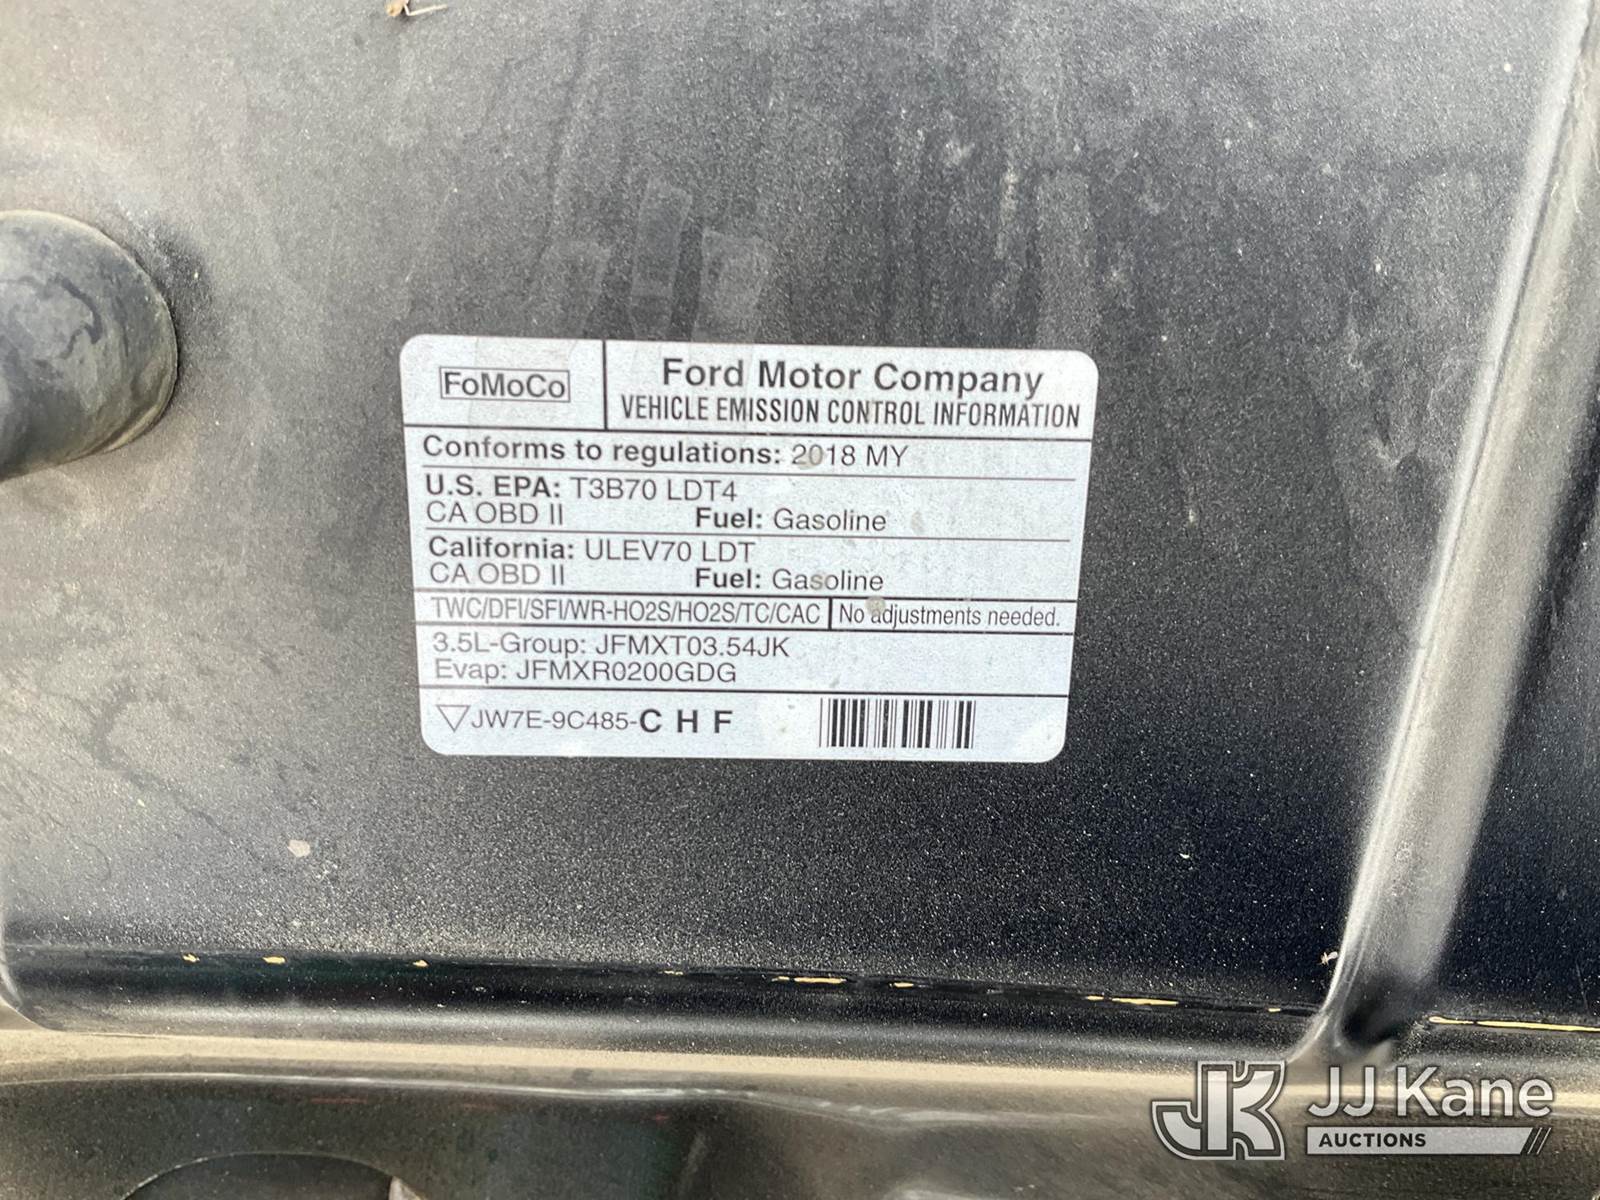 FoMoCo
Ford Motor Company
VEHICLE EMISSION CONTROL INFORMATION
Conforms to regulations: 2018 MY
U.S. EPA: T3B70 LDT4
CA OBD II Fuel: Gasoline
California: ULEV70 LDT
CA OBD II Fuel: Gasoline
TWC/DFI/SFI/WR-HO2S/HO2S/TC/CAC No adjustments needed.
3.5L-Group: JFMXT03.54JK
Evap: JFMXR0200GDG
JW7E-9C485-C H F
JK JJ Kane
AUCTIONS